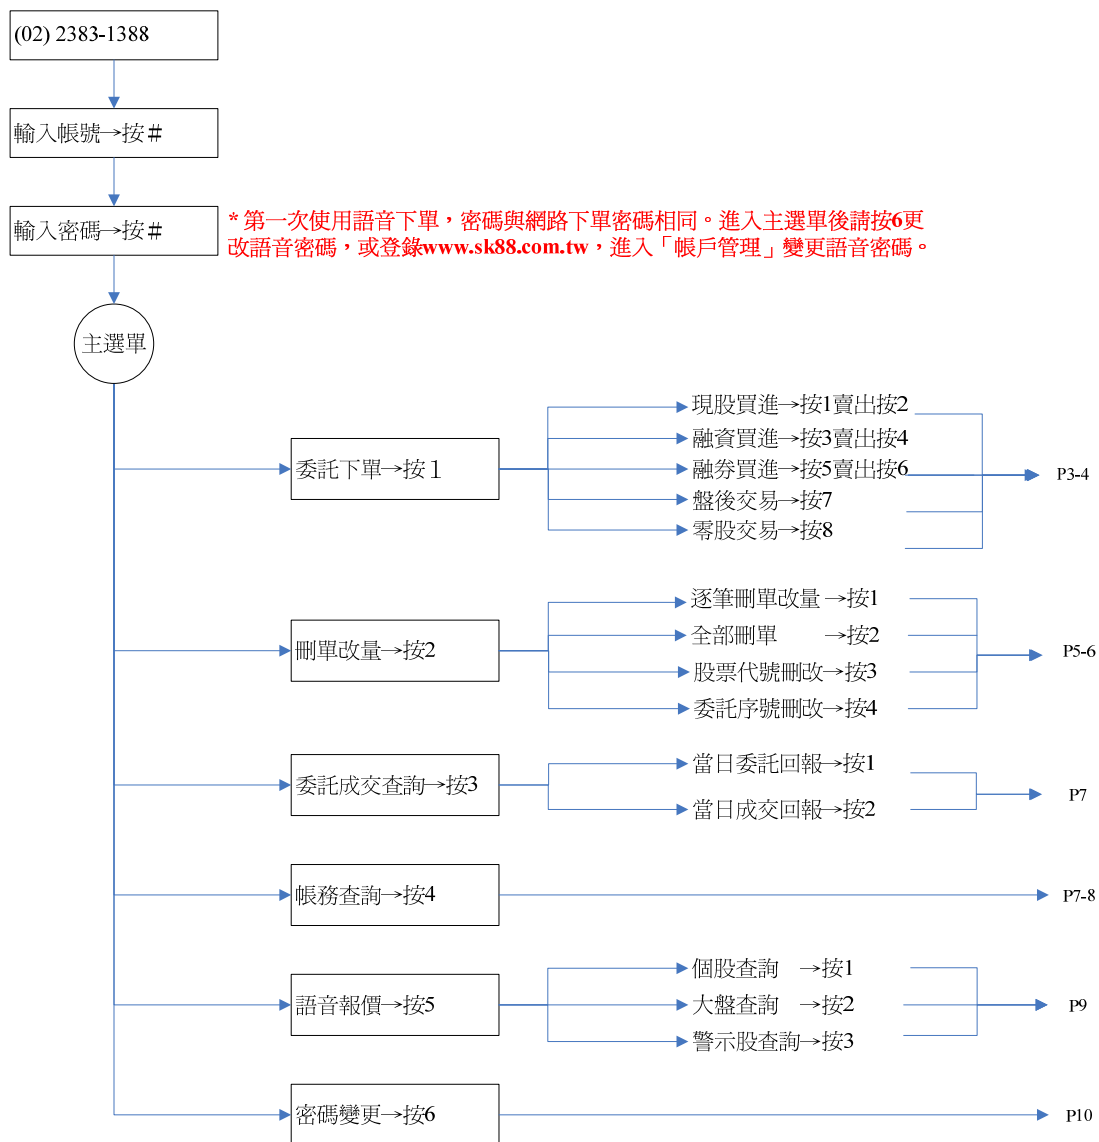 (02) 2383-1388
輸入帳號→按＃
輸入密碼→按＃
* 第一次使用語音下單，密碼與網路下單密碼相同。進入主選單後請按6更
改語音密碼，或登錄www.sk88.com.tw，進入「帳戶管理」變更語音密碼。
主選單
委託下單→按１
現股買進→按1賣出按2
融資買進→按3賣出按4
融券買進→按5賣出按6
盤後交易→按7
零股交易→按8
P3-4
刪單改量→按2
逐筆刪單改量→按1
全部刪單 →按2
股票代號刪改→按3
委託序號刪改→按4
P5-6
委託成交查詢→按3
當日委託回報→按1
當日成交回報→按2
P7
帳務查詢→按4
P7-8
語音報價→按5
個股查詢 →按1
大盤查詢 →按2
警示股查詢→按3
P9
密碼變更→按6
P10